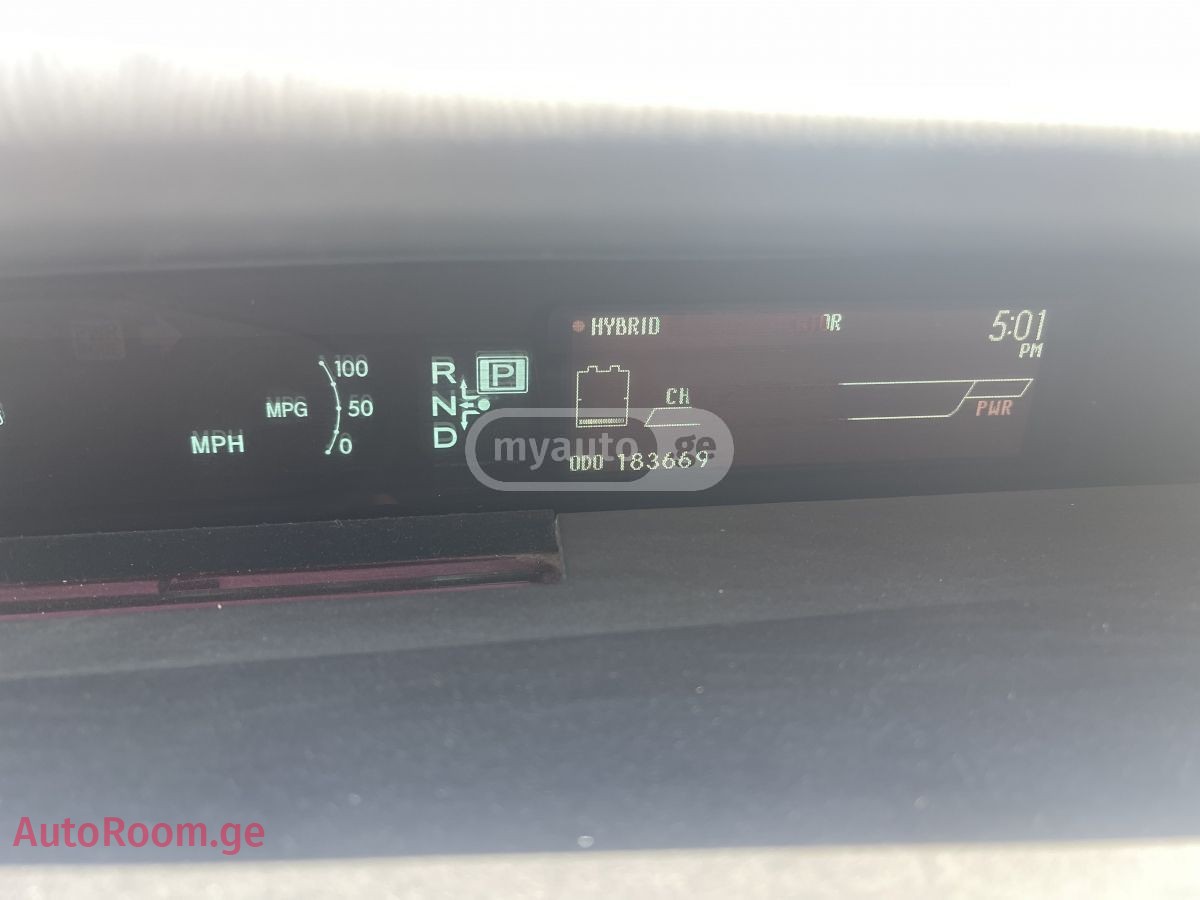 HYBRID
5:01
PM
100
MPG
50
MPH
0
R
P
N
D
CH
PWR
myauto.ge
ODO 183669
AutoRoom.ge